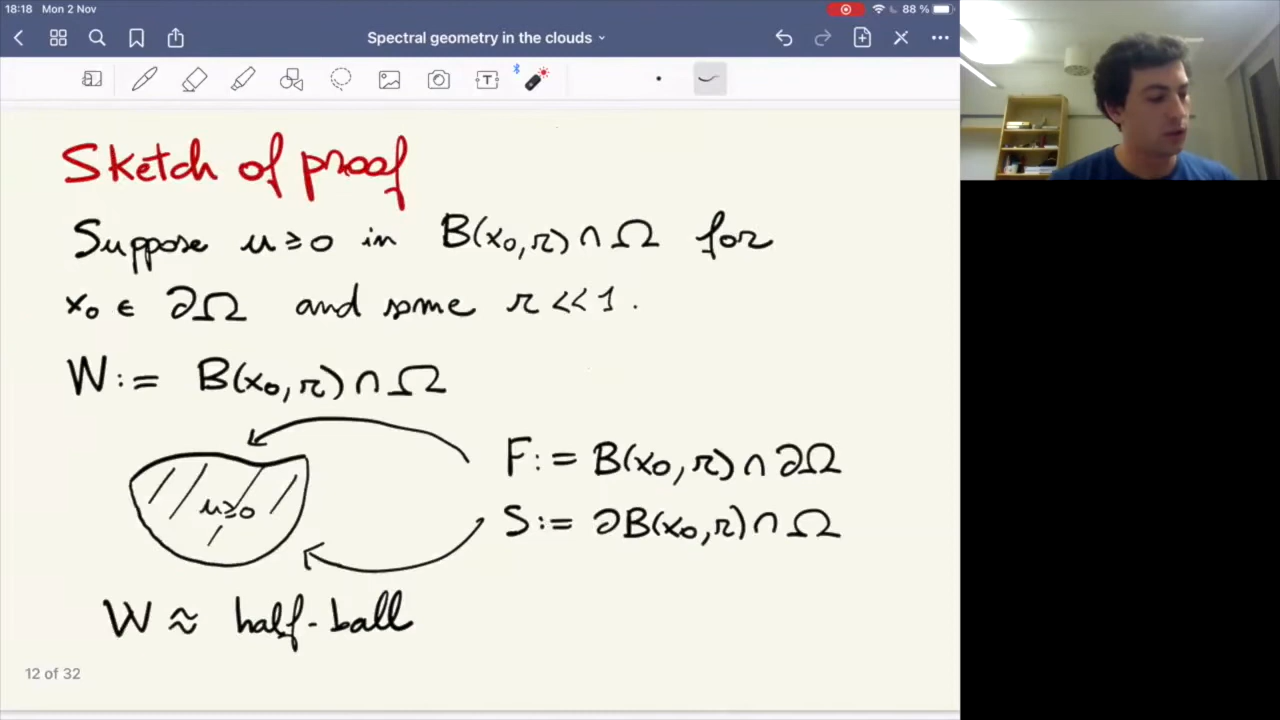 18:18 Mon 2 Nov
88 %
Spectral geometry in the clouds
Sketch of proof
Suppose u ≥ 0 in B(x₀, r) ∩ Ω for
x₀ ∈ ∂Ω and some r << 1.
W := B(x₀, r) ∩ Ω
F := B(x₀, r) ∩ ∂Ω
u ≥ 0
S := ∂B(x₀, r) ∩ Ω
W ≈ half-ball
12 of 32